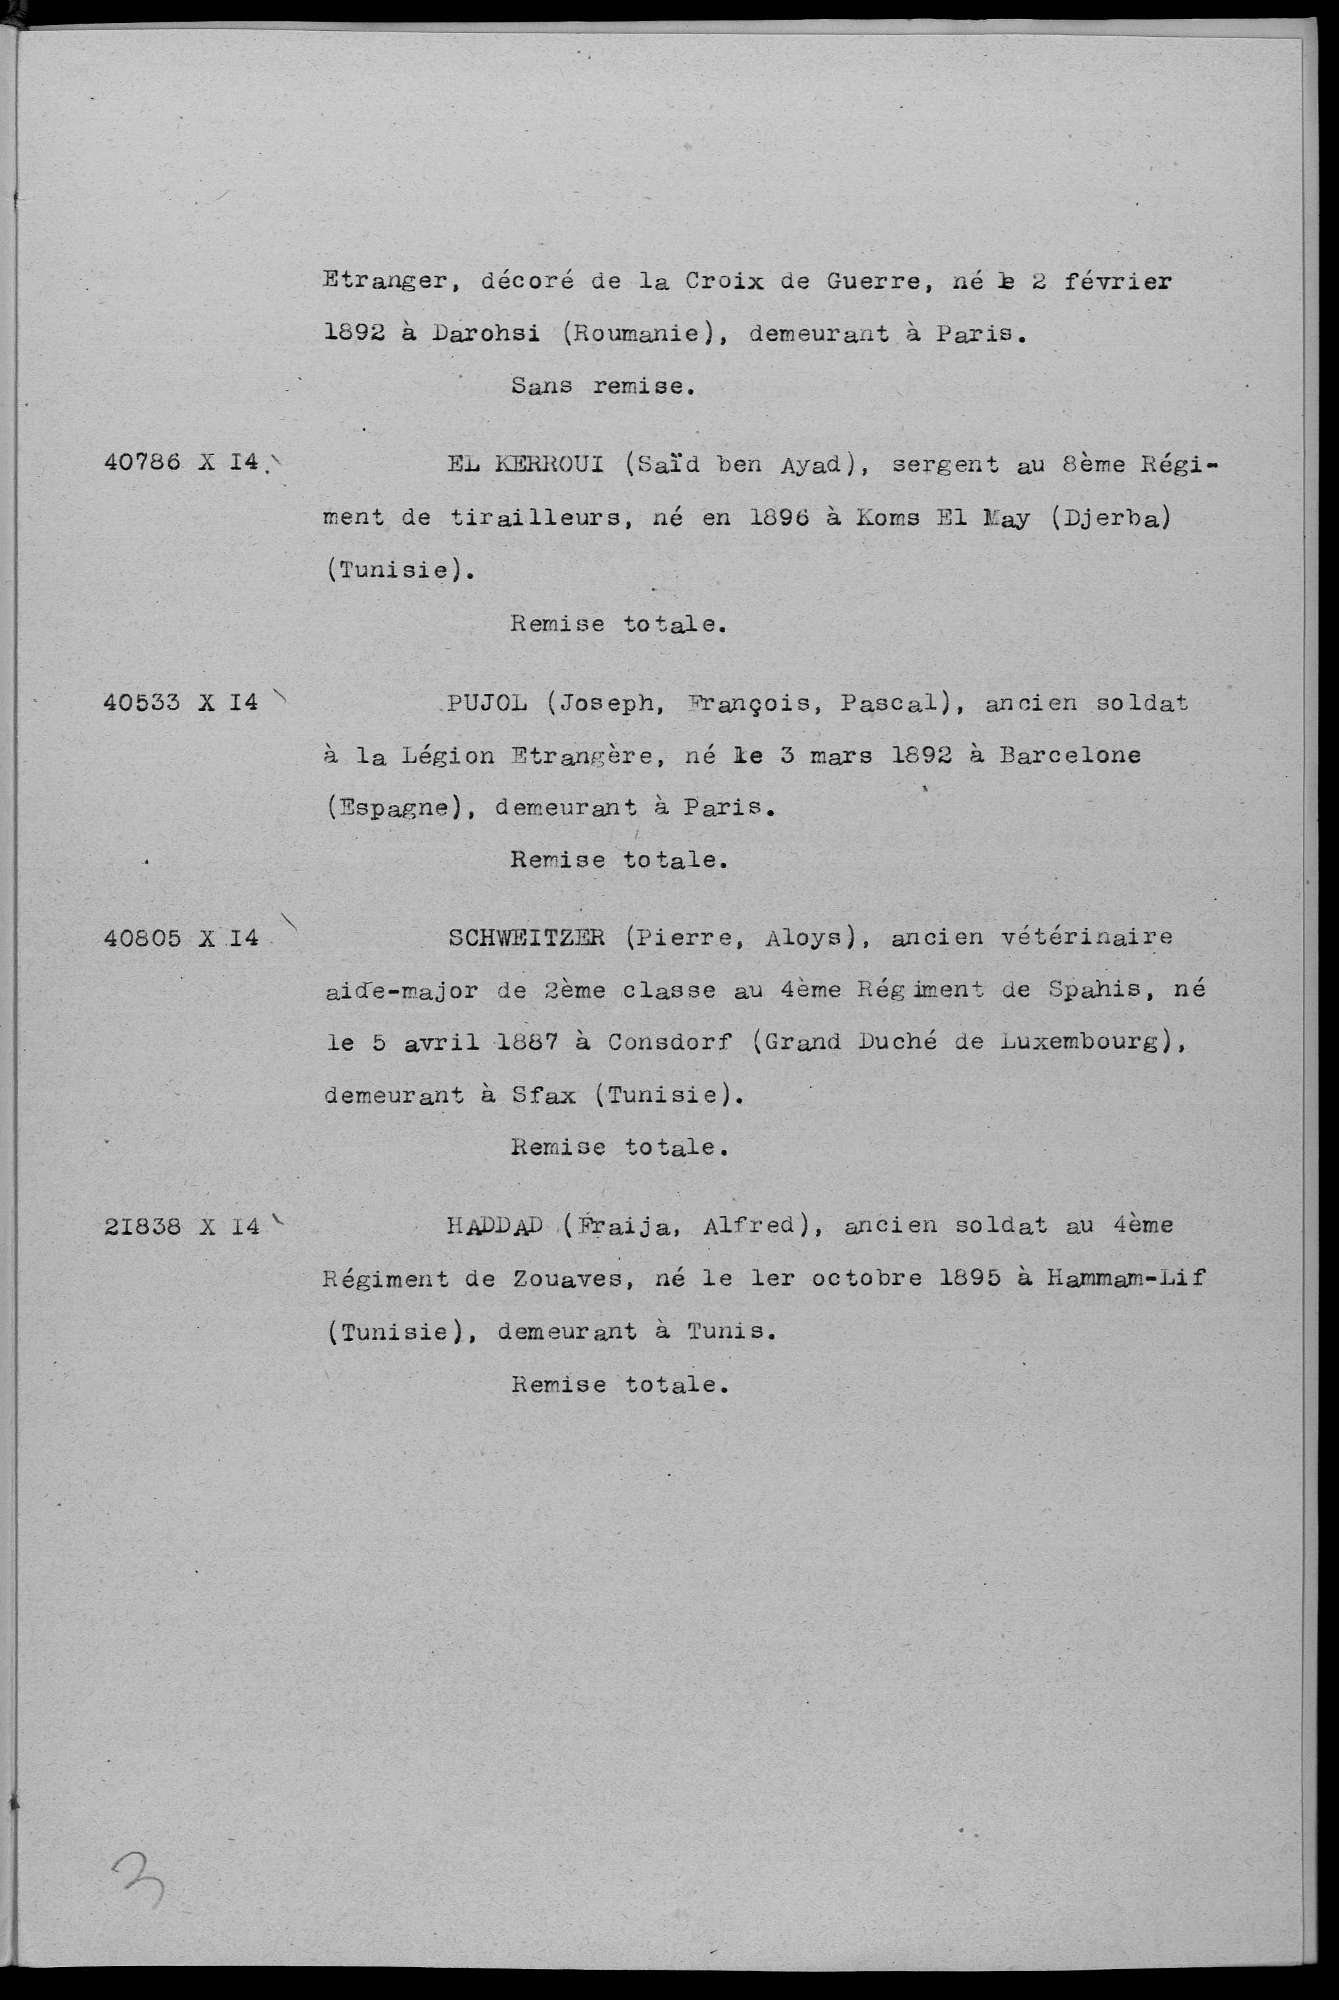 Etranger, décoré de la Croix de Guerre, né le 2 février
1892 à Darohsi (Roumanie), demeurant à Paris.
Sans remise.
40786 X I4. EL KERROUI (Saïd ben Ayad), sergent au 8ème Régi-
ment de tirailleurs, né en 1896 à Koms El May (Djerba)
(Tunisie).
Remise totale.
40533 X I4 PUJOL (Joseph, François, Pascal), ancien soldat
à la Légion Etrangère, né le 3 mars 1892 à Barcelone
(Espagne), demeurant à Paris.
Remise totale.
40805 X I4 SCHWEITZER (Pierre, Aloys), ancien vétérinaire
aide-major de 2ème classe au 4ème Régiment de Spahis, né
le 5 avril 1887 à Consdorf (Grand Duché de Luxembourg),
demeurant à Sfax (Tunisie).
Remise totale.
2I838 X I4 HADDAD (Fraija, Alfred), ancien soldat au 4ème
Régiment de Zouaves, né le 1er octobre 1895 à Hammam-Lif
(Tunisie), demeurant à Tunis.
Remise totale.
3